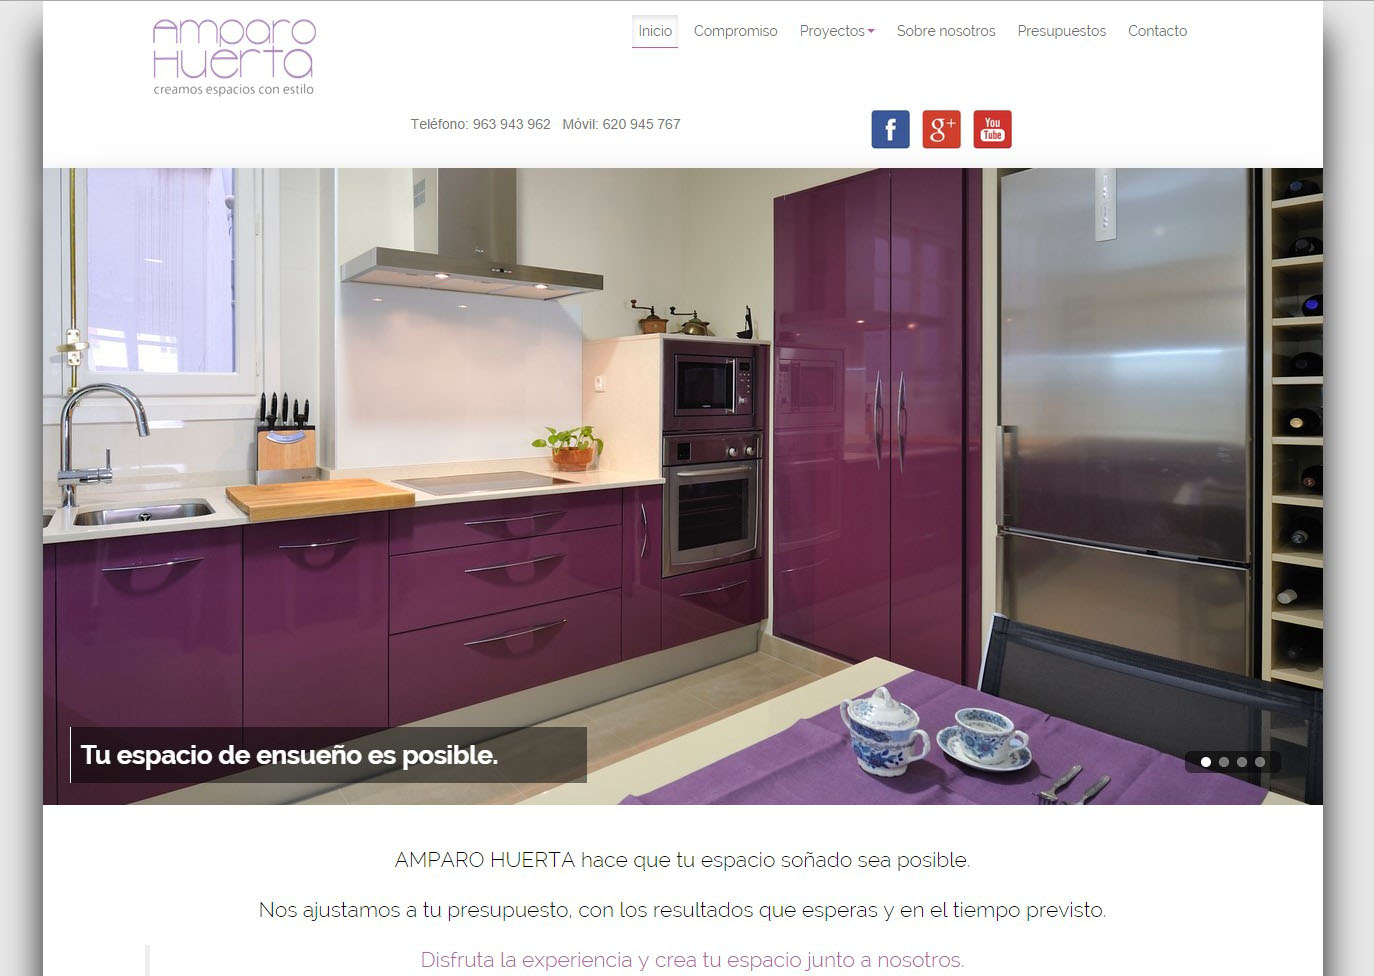 Amparo
Huerta
creamos espacios con estilo
Inicio Compromiso Proyectos Sobre nosotros Presupuestos Contacto
Teléfono: 963 943 962 Móvil: 620 945 767
f g+ You Tube
Tu espacio de ensueño es posible.
AMPARO HUERTA hace que tu espacio soñado sea posible.
Nos ajustamos a tu presupuesto, con los resultados que esperas y en el tiempo previsto.
Disfruta la experiencia y crea tu espacio junto a nosotros.